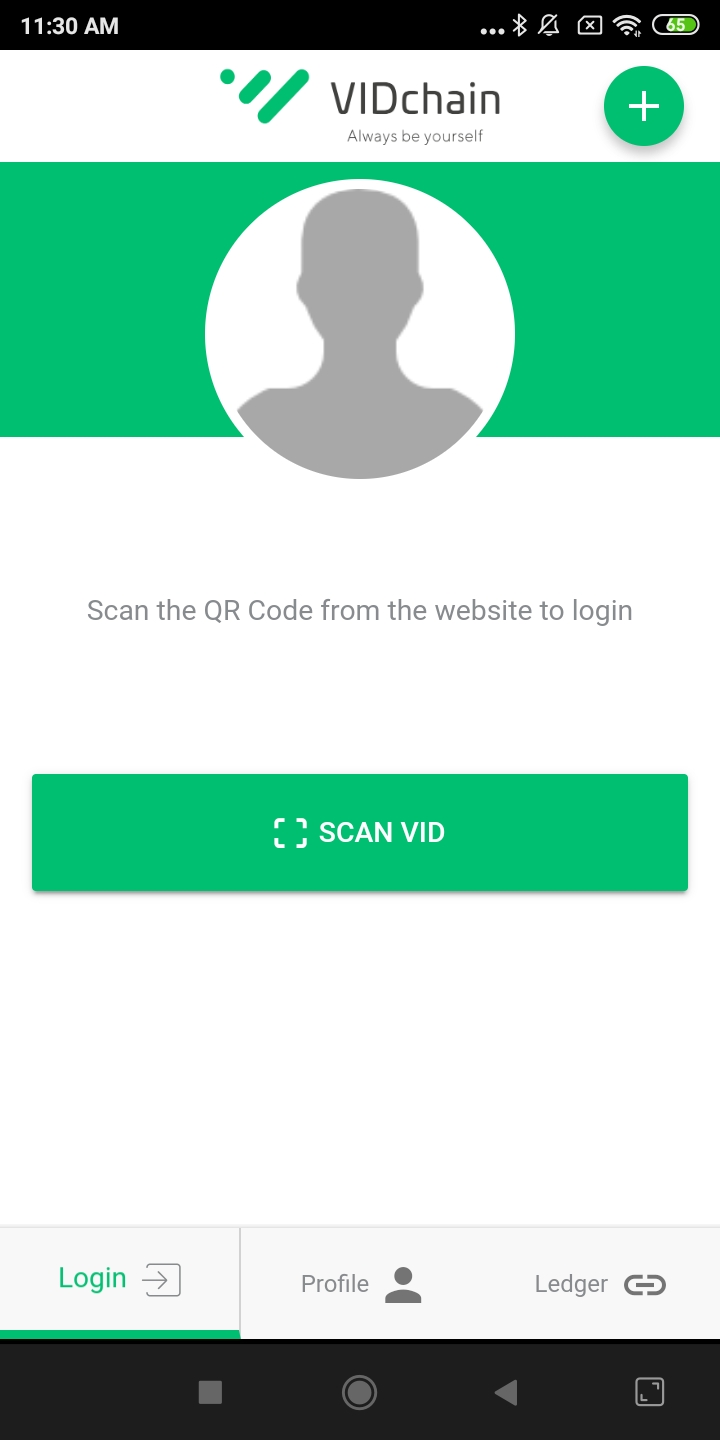 11:30 AM
65
VIDchain
Always be yourself
Scan the QR Code from the website to login
SCAN VID
Login
Profile
Ledger